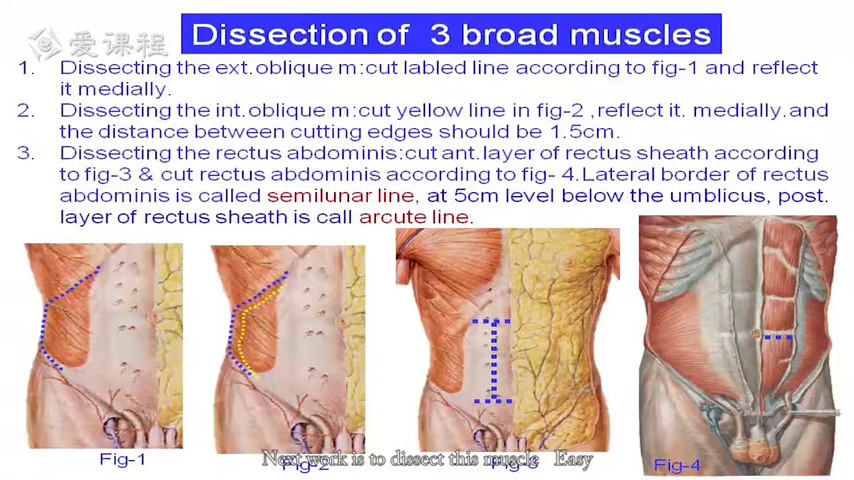 爱课程
Dissection of 3 broad muscles
1. Dissecting the ext.oblique m:cut labled line according to fig-1 and reflect
it medially.
2. Dissecting the int.oblique m:cut yellow line in fig-2 ,reflect it. medially.and
the distance between cutting edges should be 1.5cm.
3. Dissecting the rectus abdominis:cut ant.layer of rectus sheath according
to fig-3 & cut rectus abdominis according to fig- 4.Lateral border of rectus
abdominis is called semilunar line, at 5cm level below the umblicus, post.
layer of rectus sheath is call arcute line.
Fig-1
Fig-2
Fig-3
Fig-4
Next work is to dissect this muscle Easy